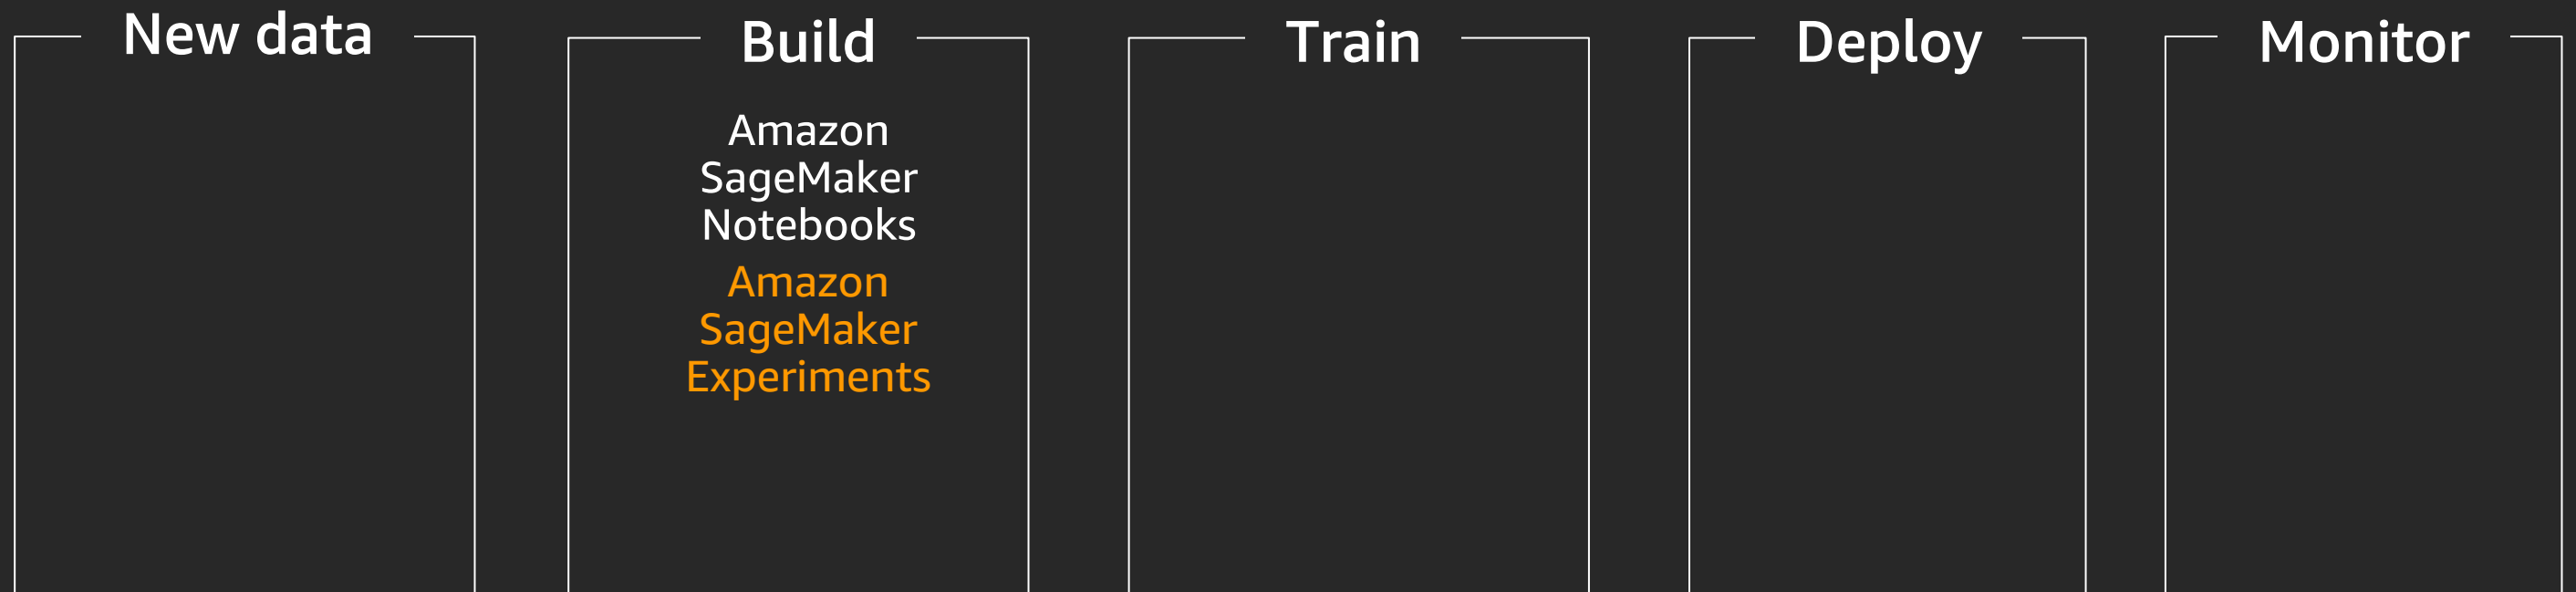 New data
Build
Train
Deploy
Monitor
Amazon
SageMaker
Notebooks
Amazon
SageMaker
Experiments